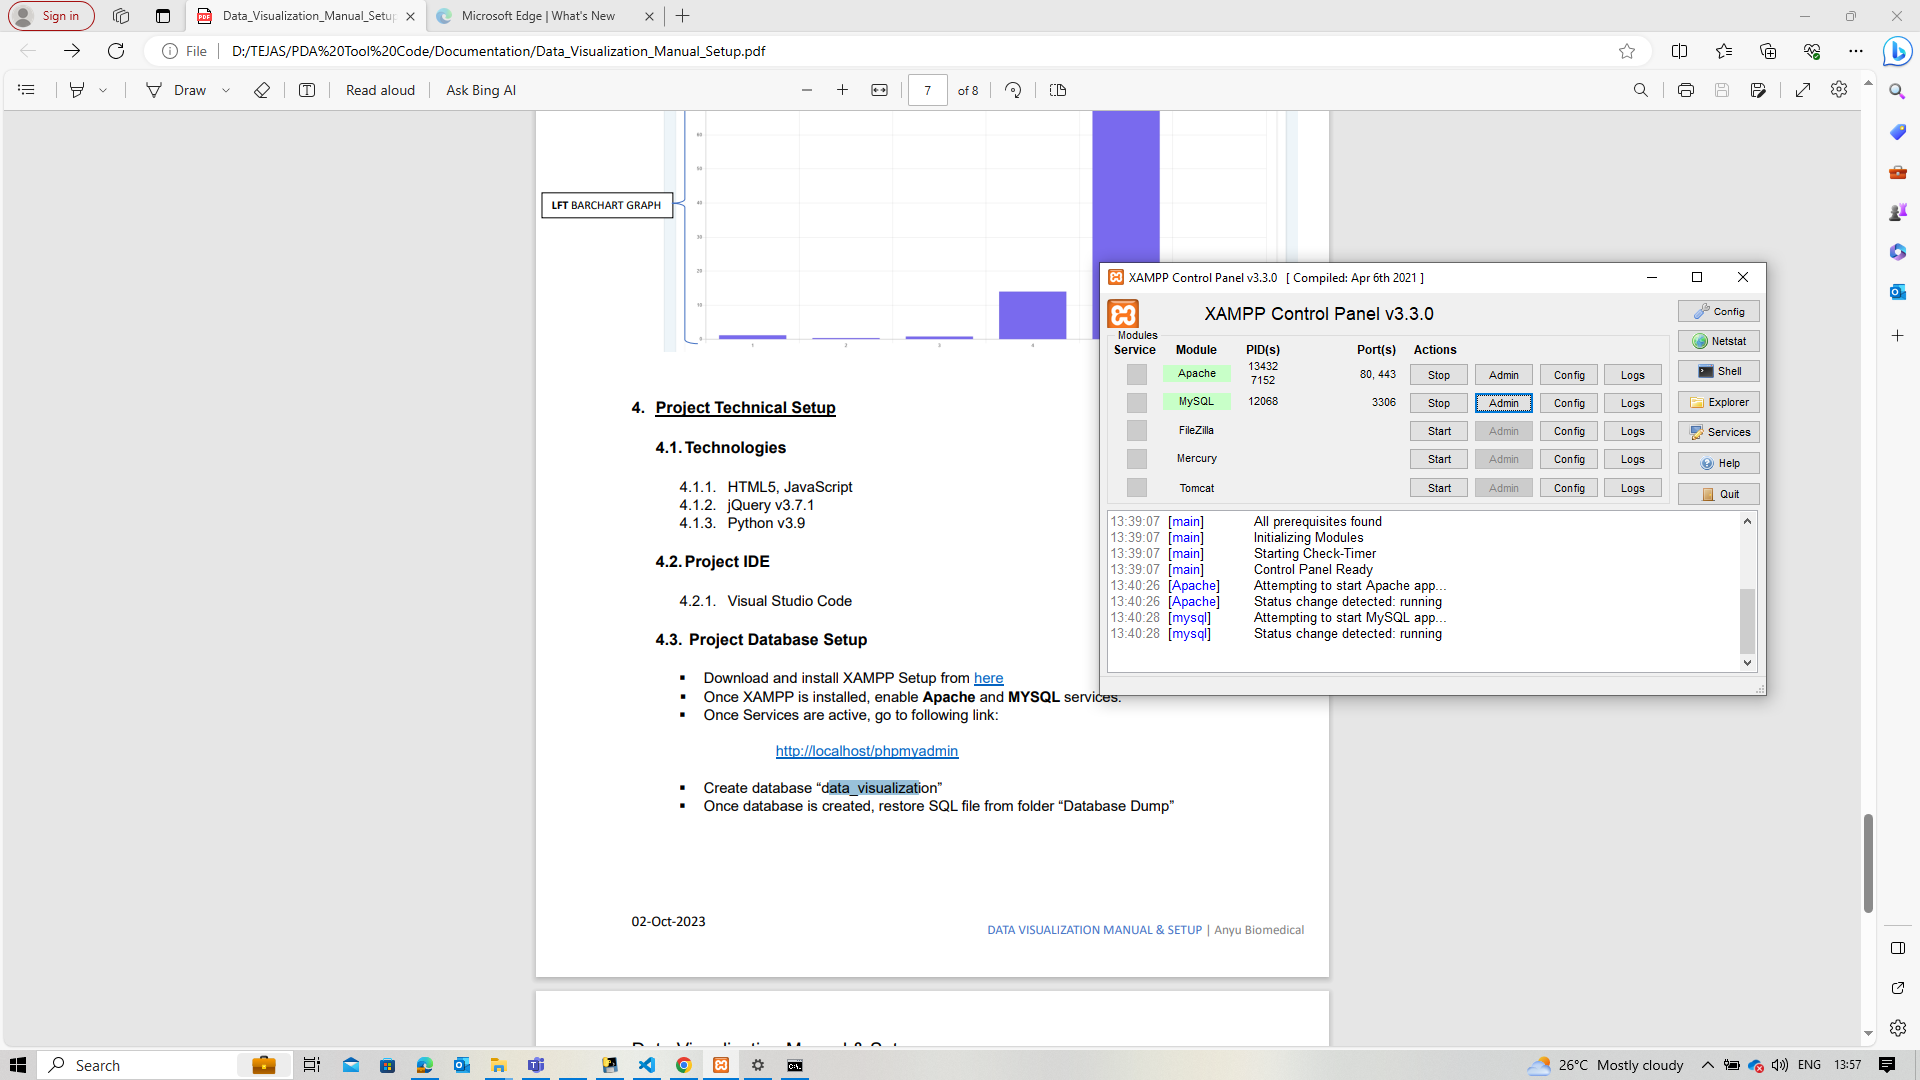 Sign in
Data_Visualization_Manual_Setup
Microsoft Edge | What's New
File
D:/TEJAS/PDA%20Tool%20Code/Documentation/Data_Visualization_Manual_Setup.pdf
Draw
Read aloud
Ask Bing AI
7
of 8
60
50
40
30
20
10
0
1
2
3
4
LFT BARCHART GRAPH
4. Project Technical Setup
4.1. Technologies
4.1.1. HTML5, JavaScript
4.1.2. jQuery v3.7.1
4.1.3. Python v3.9
4.2. Project IDE
4.2.1. Visual Studio Code
4.3. Project Database Setup
▪ Download and install XAMPP Setup from here
▪ Once XAMPP is installed, enable Apache and MYSQL services.
▪ Once Services are active, go to following link:
http://localhost/phpmyadmin
▪ Create database “data_visualization”
▪ Once database is created, restore SQL file from folder “Database Dump”
02-Oct-2023
DATA VISUALIZATION MANUAL & SETUP | Anyu Biomedical
XAMPP Control Panel v3.3.0 [ Compiled: Apr 6th 2021 ]
XAMPP Control Panel v3.3.0
Modules
Service Module PID(s) Port(s) Actions
Apache 13432 7152 80, 443 Stop Admin Config Logs
MySQL 12068 3306 Stop Admin Config Logs
FileZilla Start Admin Config Logs
Mercury Start Admin Config Logs
Tomcat Start Admin Config Logs
Config
Netstat
Shell
Explorer
Services
Help
Quit
13:39:07 [main] All prerequisites found
13:39:07 [main] Initializing Modules
13:39:07 [main] Starting Check-Timer
13:39:07 [main] Control Panel Ready
13:40:26 [Apache] Attempting to start Apache app...
13:40:26 [Apache] Status change detected: running
13:40:28 [mysql] Attempting to start MySQL app...
13:40:28 [mysql] Status change detected: running
Search
26°C Mostly cloudy
ENG
13:57